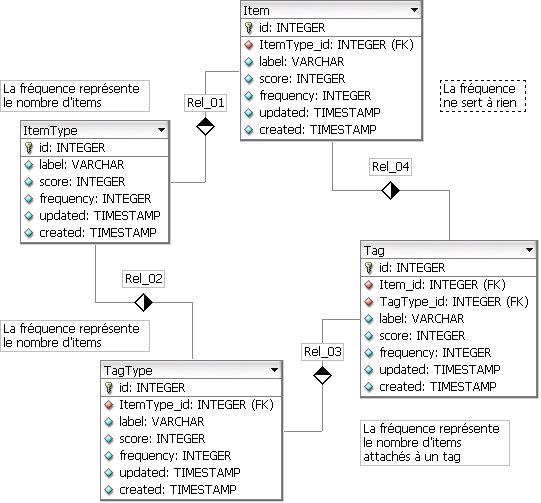 Item
id: INTEGER
ItemType_id: INTEGER (FK)
label: VARCHAR
score: INTEGER
frequency: INTEGER
updated: TIMESTAMP
created: TIMESTAMP
La fréquence représente
le nombre d'items
Rel_01
La fréquence
ne sert à rien
ItemType
id: INTEGER
label: VARCHAR
score: INTEGER
frequency: INTEGER
updated: TIMESTAMP
created: TIMESTAMP
Rel_04
Tag
id: INTEGER
Item_id: INTEGER (FK)
TagType_id: INTEGER (FK)
label: VARCHAR
score: INTEGER
frequency: INTEGER
updated: TIMESTAMP
created: TIMESTAMP
Rel_02
La fréquence représente
le nombre d'items
Rel_03
TagType
id: INTEGER
ItemType_id: INTEGER (FK)
label: VARCHAR
score: INTEGER
frequency: INTEGER
updated: TIMESTAMP
created: TIMESTAMP
La fréquence représente
le nombre d'items
attachés à un tag